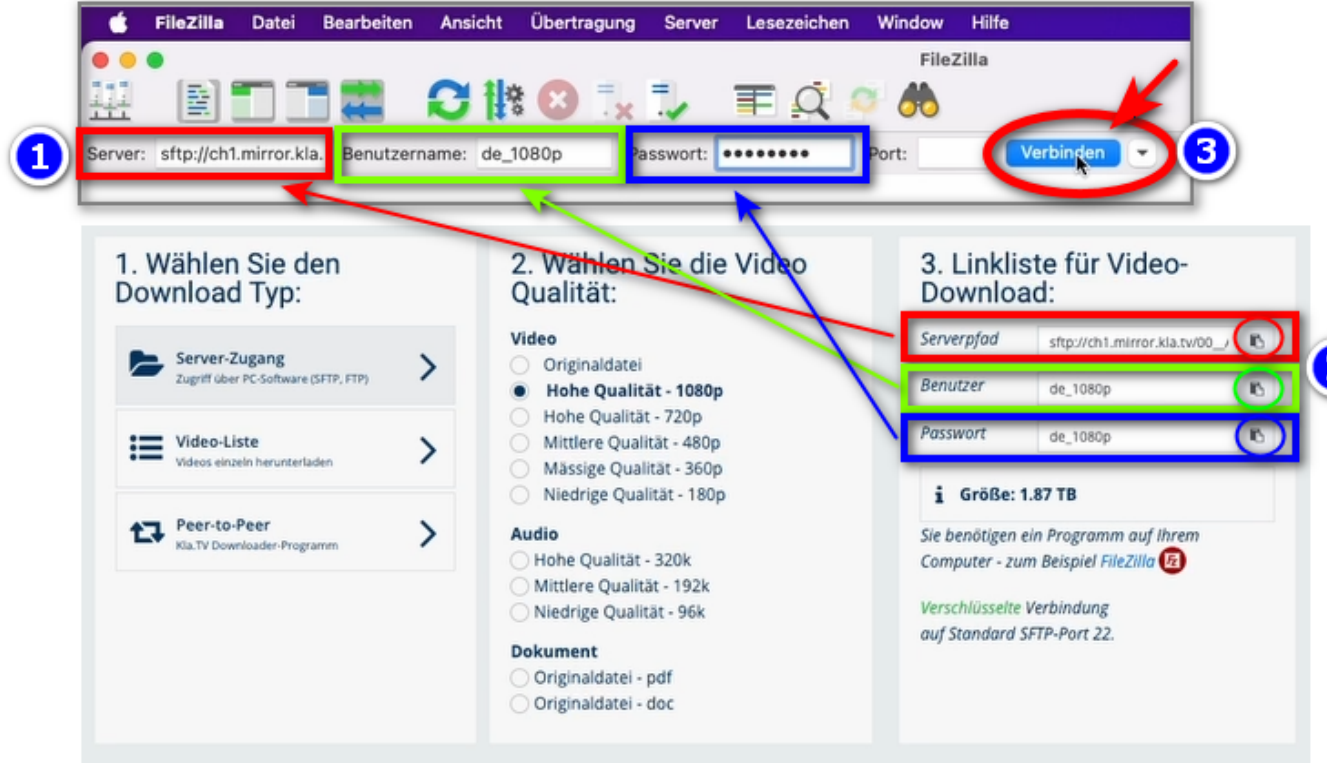 FileZilla Datei Bearbeiten Ansicht Übertragung Server Lesezeichen Window Hilfe
FileZilla
1 Server: sftp://ch1.mirror.kla. Benutzername: de_1080p Passwort: •••••••• Port: Verbinden 3
1. Wählen Sie den
Download Typ:
Server-Zugang
Zugriff über PC-Software (SFTP, FTP)
Video-Liste
Videos einzeln herunterladen
Peer-to-Peer
Kla.TV Downloader-Programm
2. Wählen Sie die Video
Qualität:
Video
Originaldatei
Hohe Qualität - 1080p
Hohe Qualität - 720p
Mittlere Qualität - 480p
Mässige Qualität - 360p
Niedrige Qualität - 180p
Audio
Hohe Qualität - 320k
Mittlere Qualität - 192k
Niedrige Qualität - 96k
Dokument
Originaldatei - pdf
Originaldatei - doc
3. Linkliste für Video-
Download:
Serverpfad sftp://ch1.mirror.kla.tv/00__
Benutzer de_1080p
Passwort de_1080p
i Größe: 1.87 TB
Sie benötigen ein Programm auf Ihrem
Computer - zum Beispiel FileZilla Fz
Verschlüsselte Verbindung
auf Standard SFTP-Port 22.